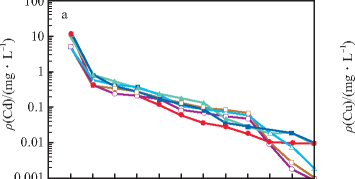 100
a
10
1
0.1
0.01
0.001
ρ(Cd)/(mg · L⁻¹)
ρ(Cu)/(mg · L⁻¹)